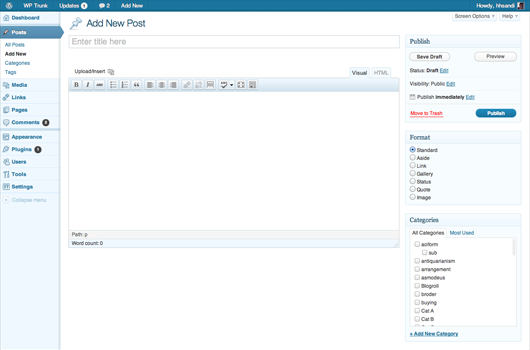 WP Trunk Updates 1 2 Add New Howdy, hhsandi
Dashboard
Posts
All Posts
Add New
Categories
Tags
Media
Links
Pages
Comments 2
Appearance
Plugins 1
Users
Tools
Settings
Collapse menu
Screen Options Help
Add New Post
Enter title here
Upload/Insert
Visual HTML
B I ABC
Path: p
Word count: 0
Publish
Save Draft Preview
Status: Draft Edit
Visibility: Public Edit
Publish immediately Edit
Move to Trash Publish
Format
Standard
Aside
Link
Gallery
Status
Quote
Image
Categories
All Categories Most Used
aciform
sub
antiquarianism
arrangement
asmodeus
Blogroll
broder
buying
Cat A
Cat B
+ Add New Category